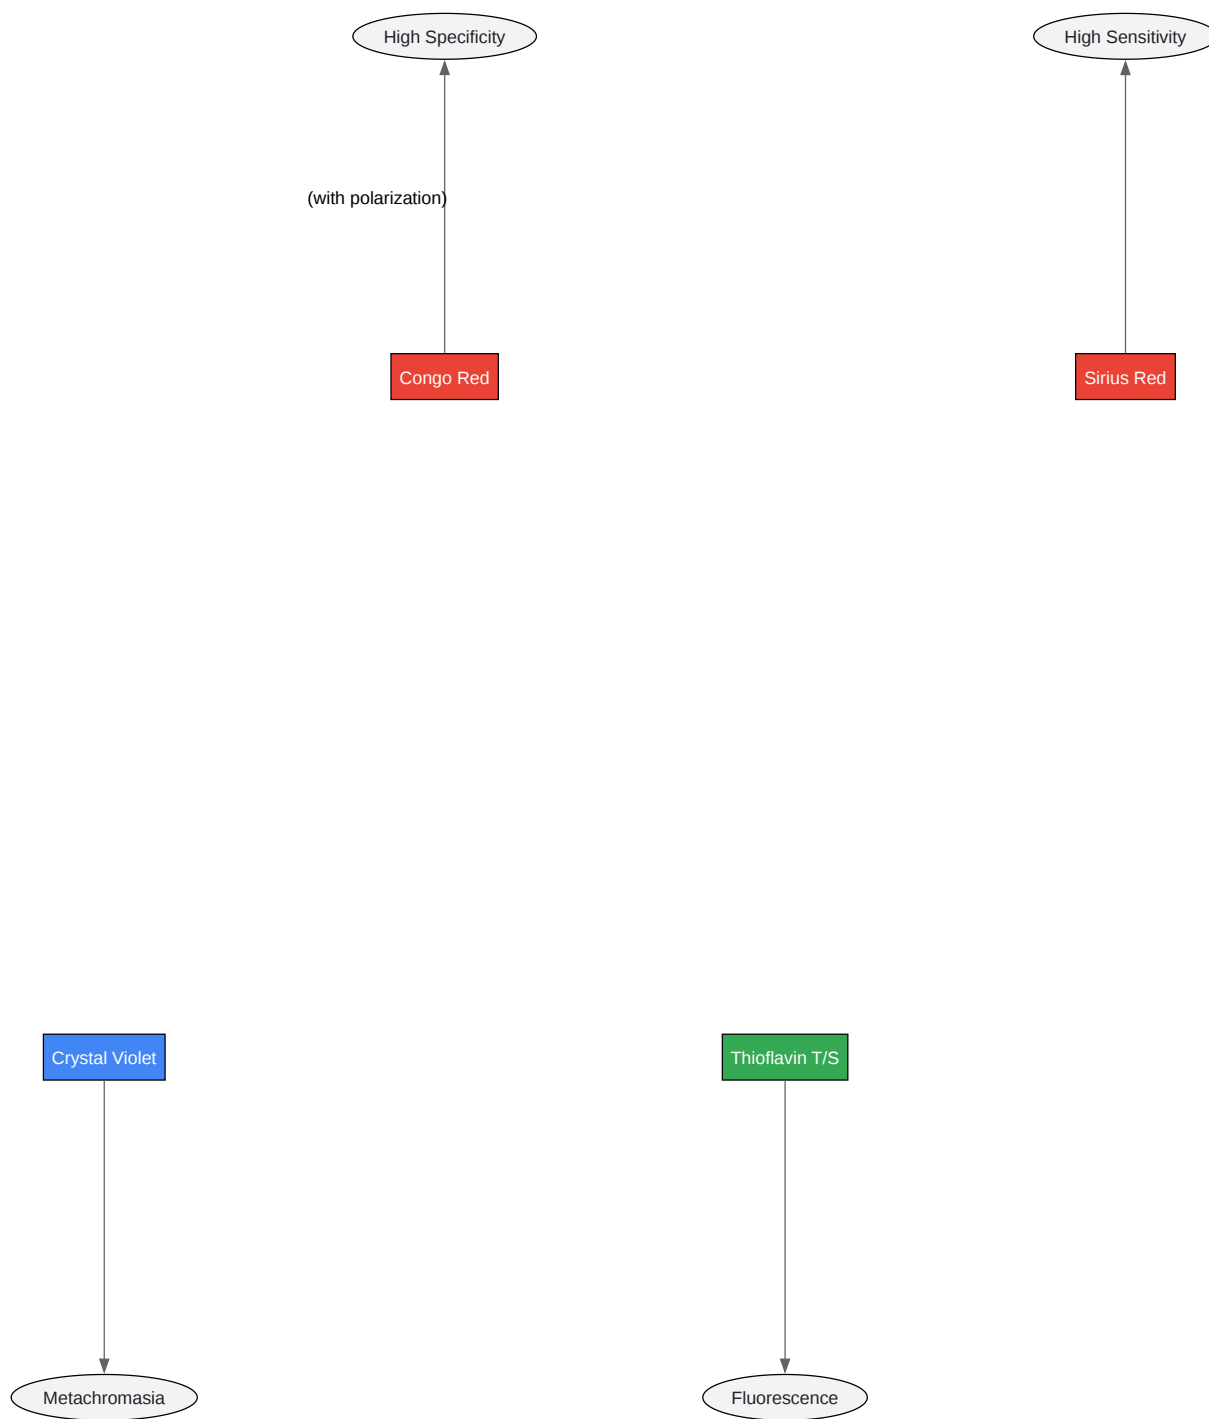 High Specificity
High Sensitivity
(with polarization)
Congo Red
Sirius Red
Crystal Violet
Thioflavin T/S
Metachromasia
Fluorescence